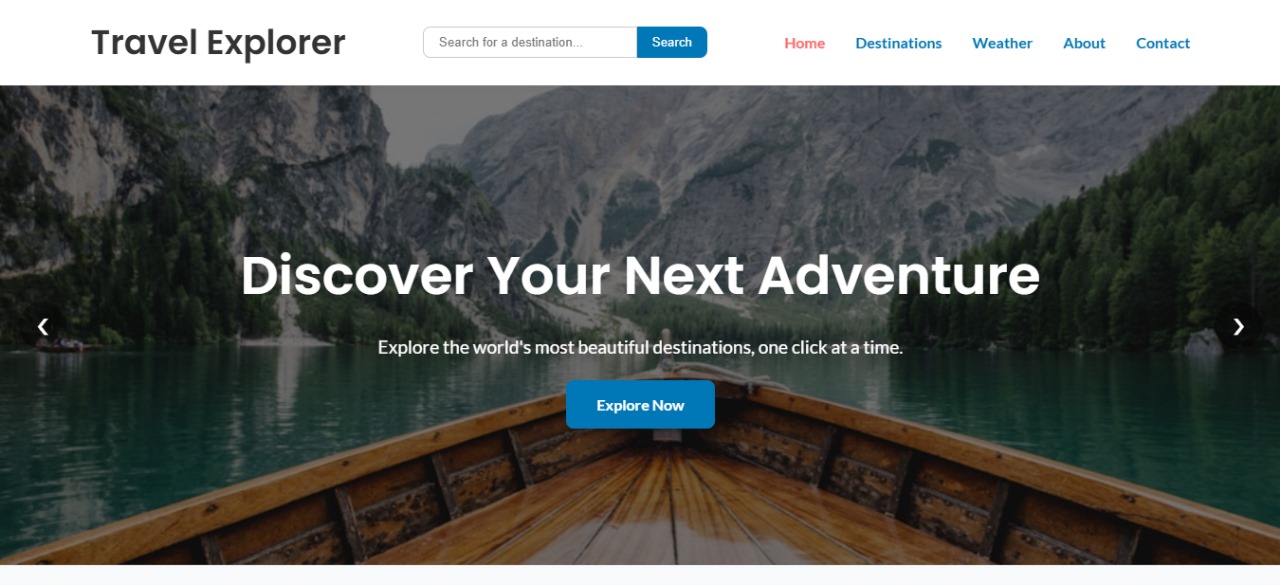 Travel Explorer
Search for a destination...
Search
Home
Destinations
Weather
About
Contact
Discover Your Next Adventure
❮
❯
Explore the world's most beautiful destinations, one click at a time.
Explore Now